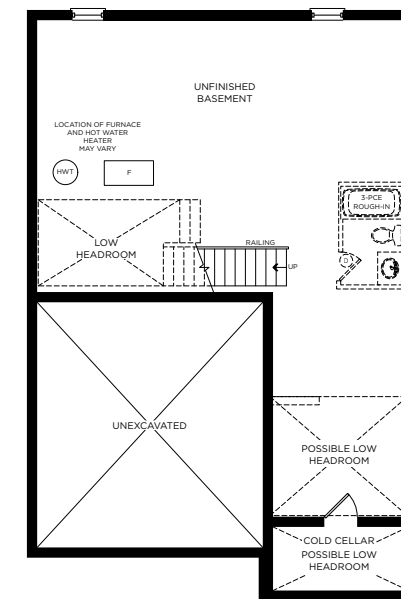 UNFINISHED
BASEMENT
LOCATION OF FURNACE
AND HOT WATER
HEATER
MAY VARY
HWT
F
3-PCE
ROUGH-IN
LOW
HEADROOM
RAILING
UP
D
UNEXCAVATED
POSSIBLE LOW
HEADROOM
COLD CELLAR
POSSIBLE LOW
HEADROOM